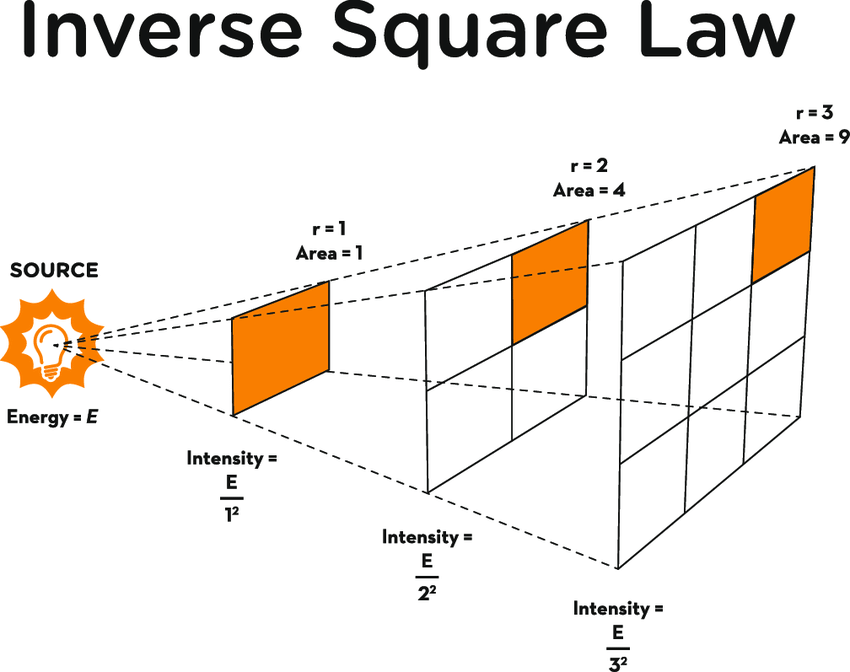 Inverse Square Law
r = 3
Area = 9
r = 2
Area = 4
r = 1
Area = 1
SOURCE
Energy = E
Intensity =
E
1²
Intensity =
E
2²
Intensity =
E
3²